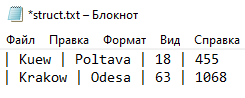 *struct.txt – Блокнот
Файл Правка Формат Вид Справка
| Kuew | Poltava | 18 | 455
| Krakow | Odesa | 63 | 1068